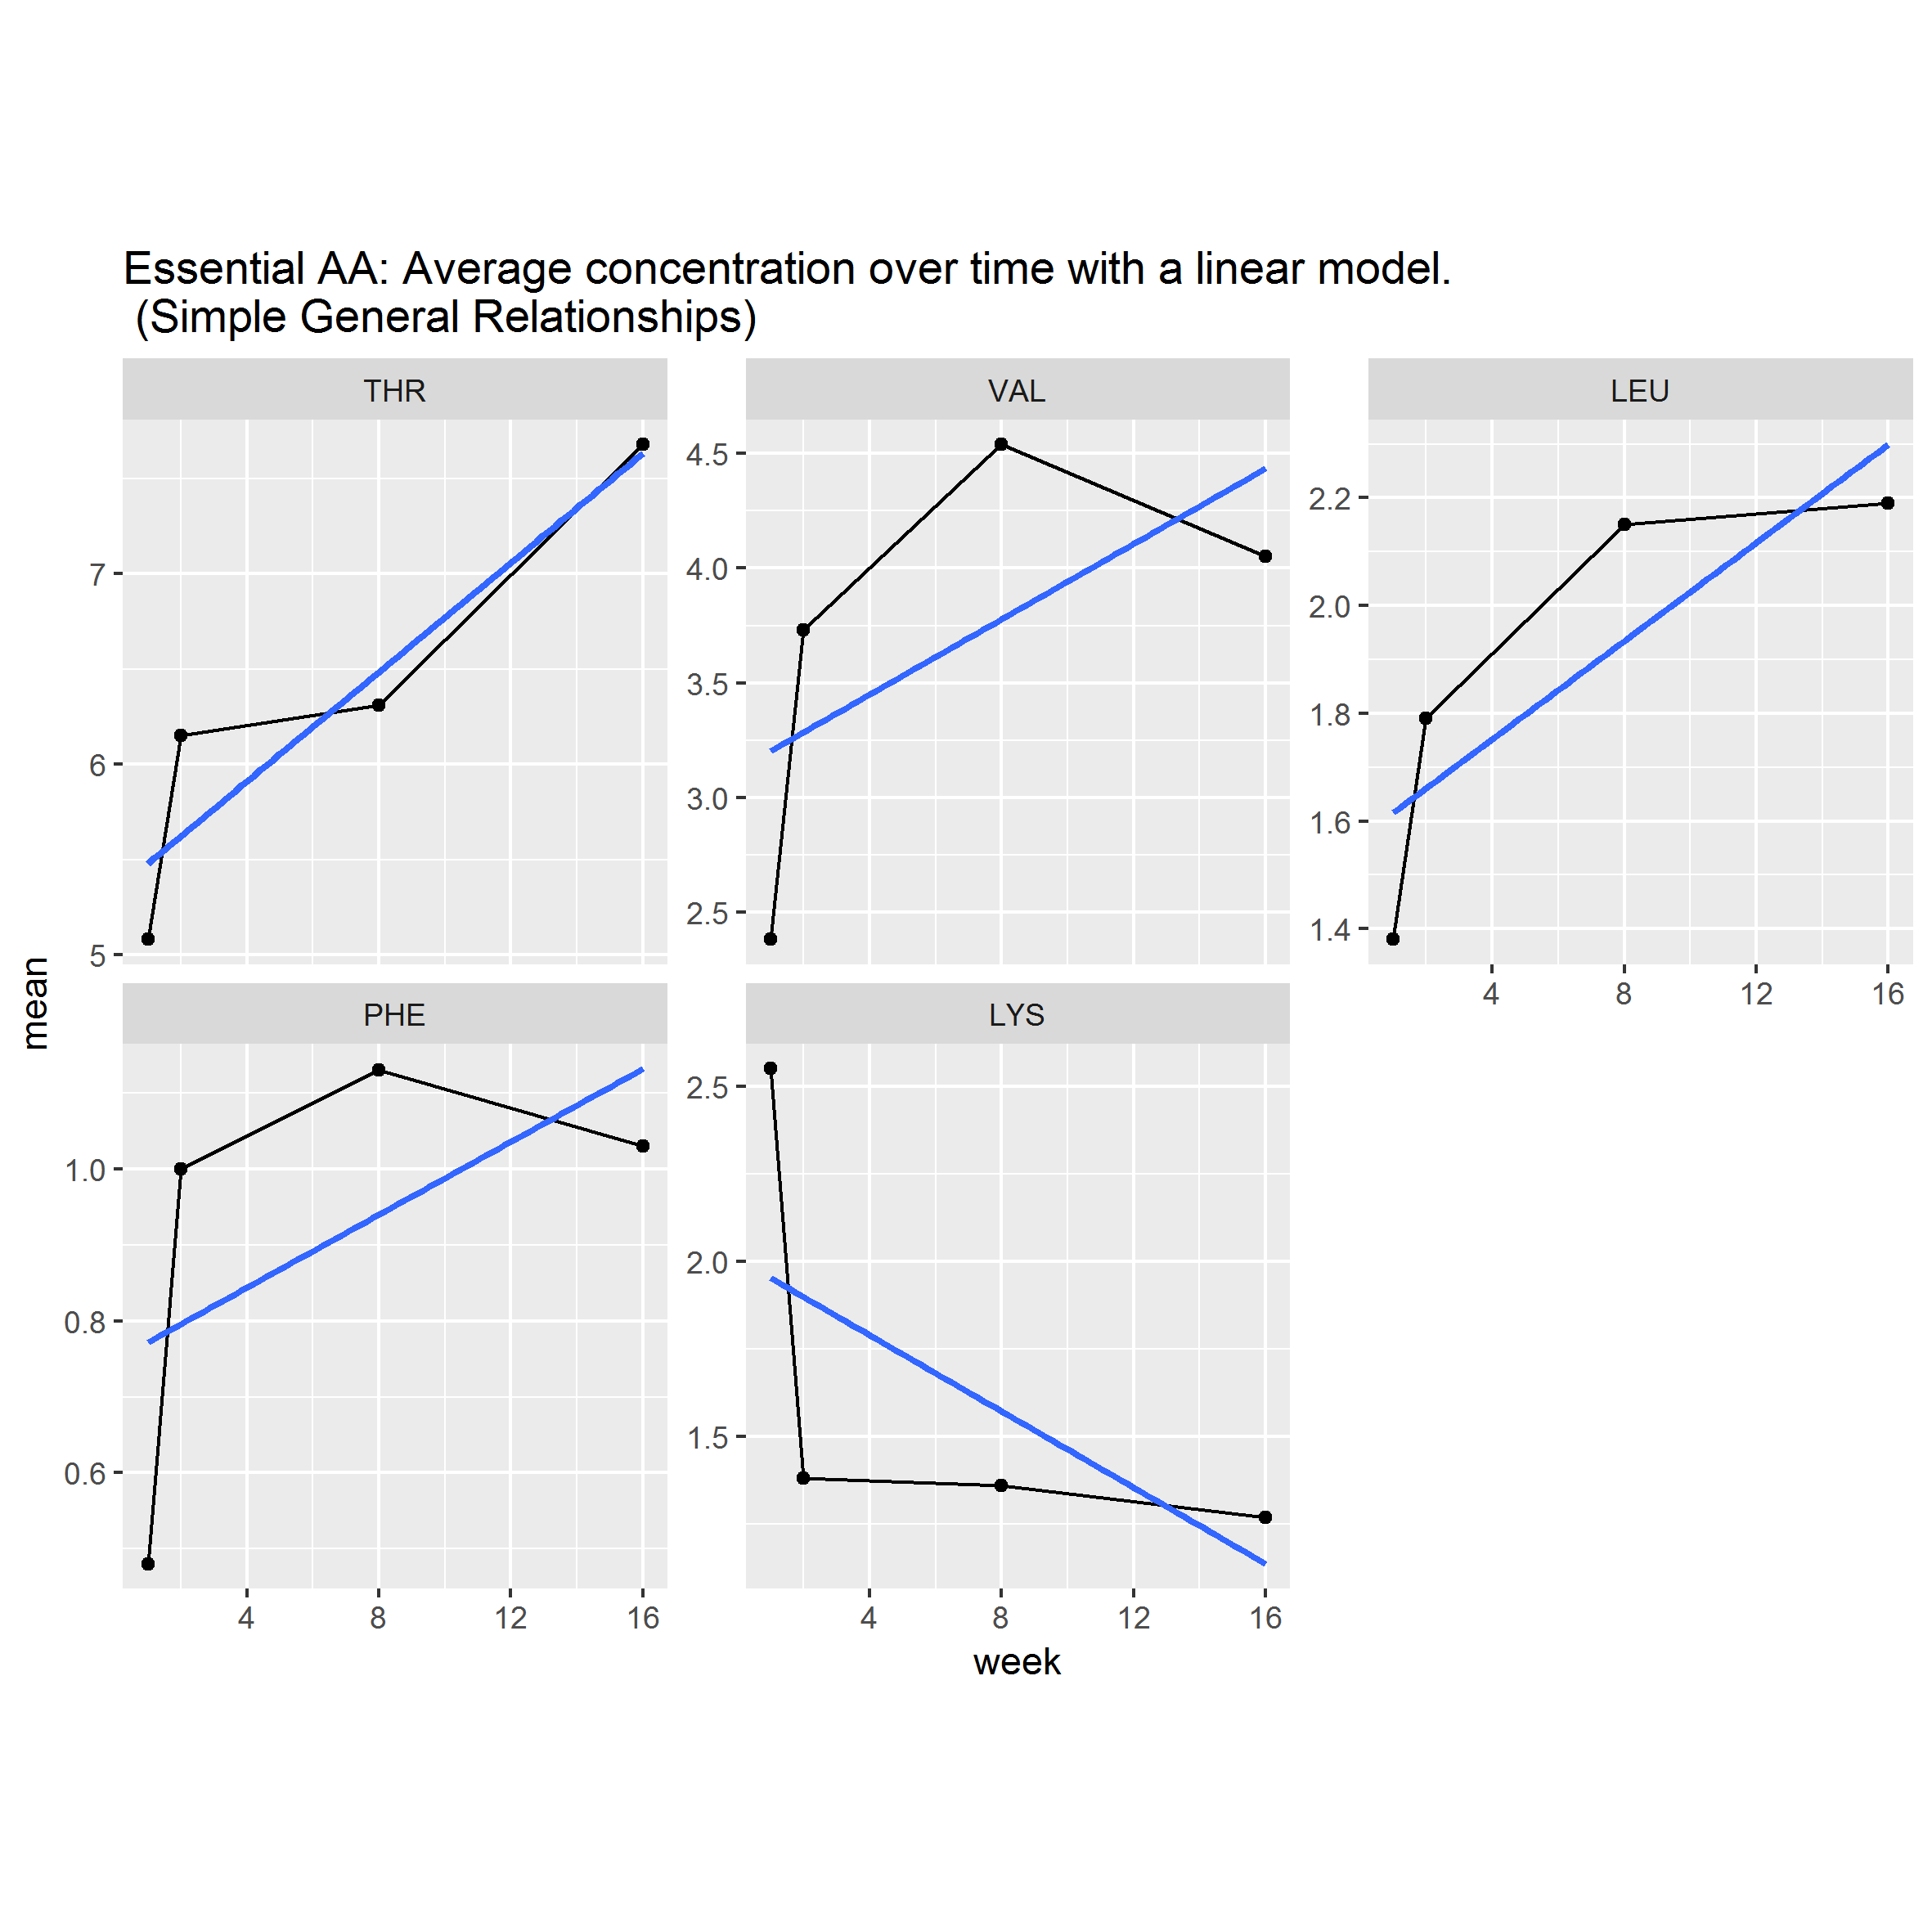 Essential AA: Average concentration over time with a linear model.
(Simple General Relationships)
THR
VAL
LEU
7
6
5
4.5
4.0
3.5
3.0
2.5
2.2
2.0
1.8
1.6
1.4
4 8 12 16
mean
PHE
LYS
1.0
0.8
0.6
2.5
2.0
1.5
4 8 12 16
4 8 12 16
week